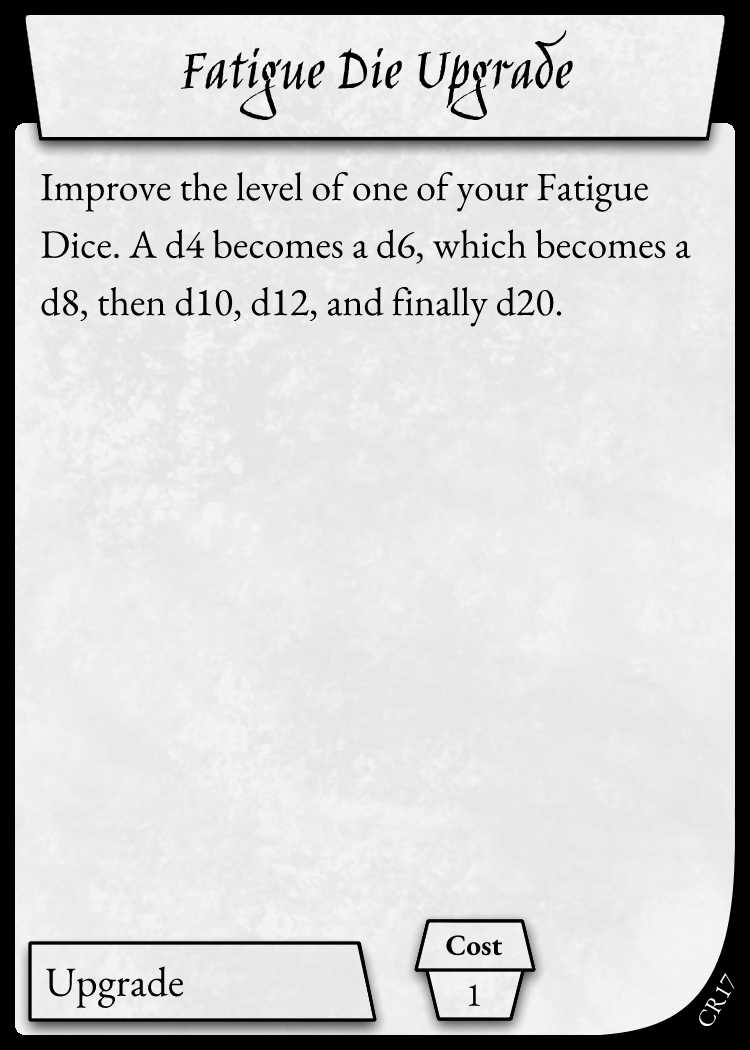 Fatigue Die Upgrade
Improve the level of one of your Fatigue
Dice. A d4 becomes a d6, which becomes a
d8, then d10, d12, and finally d20.
Upgrade
Cost
1
CR17